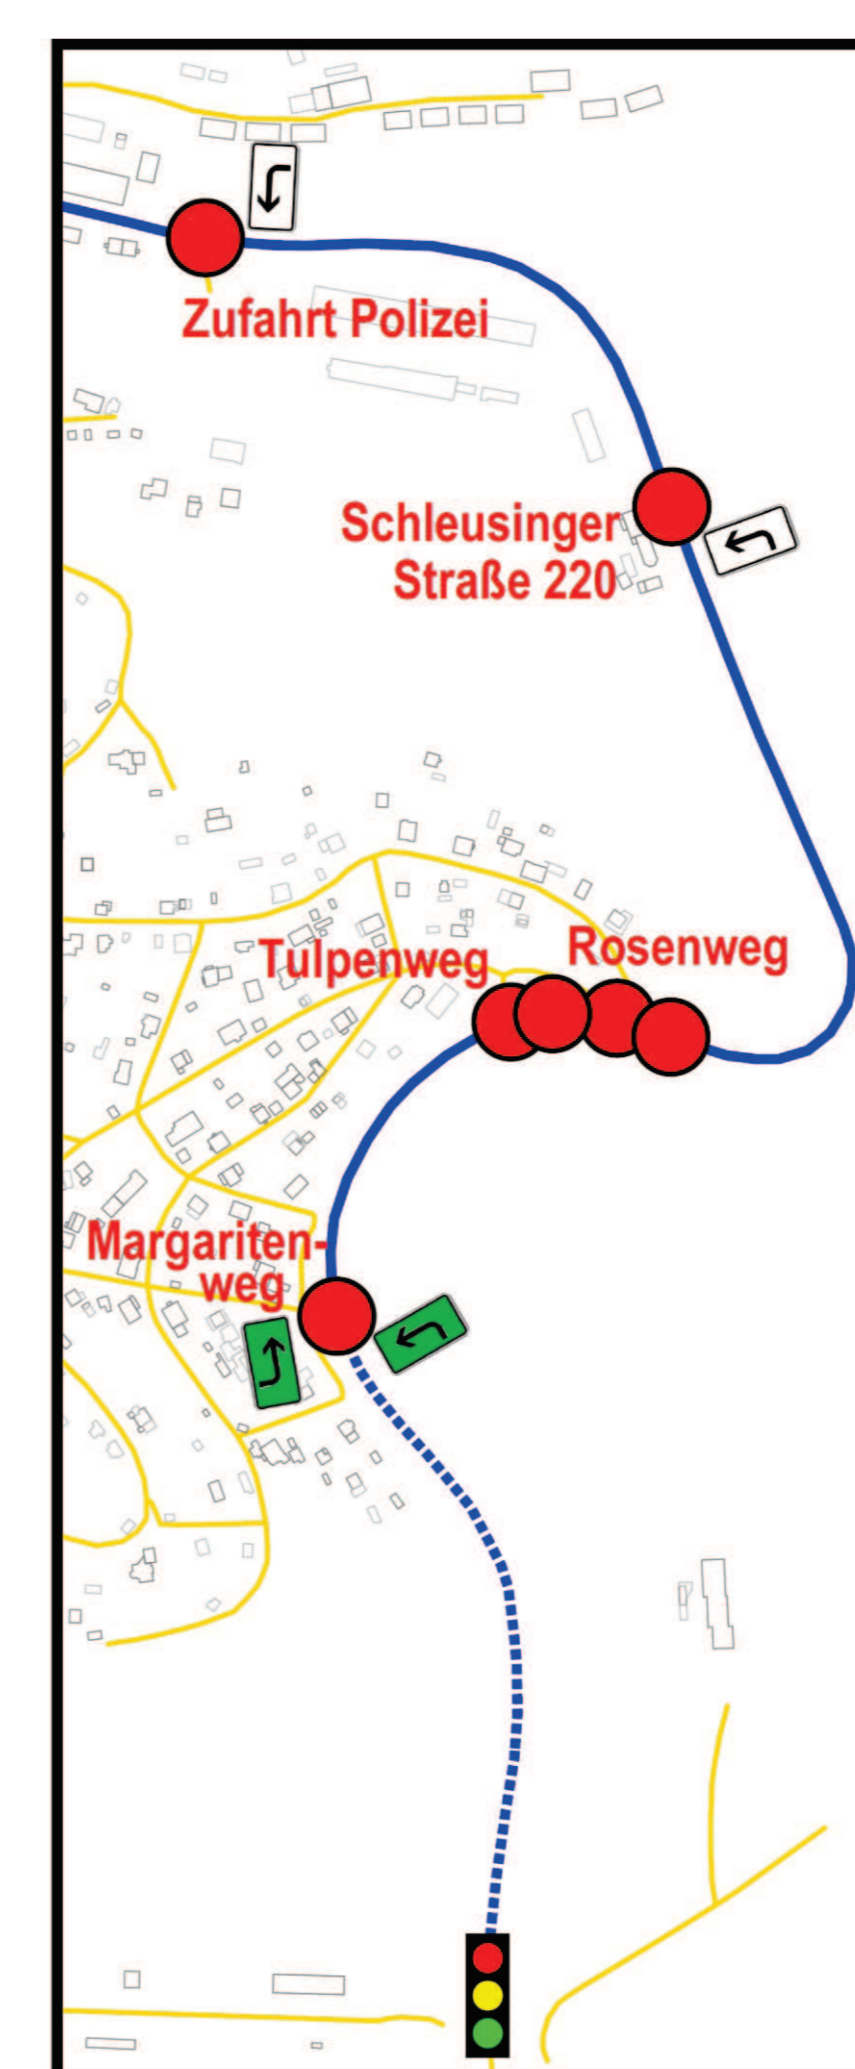 Zufahrt Polizei
Schleusinger
Straße 220
Rosenweg
Tulpenweg
Margariten-
weg